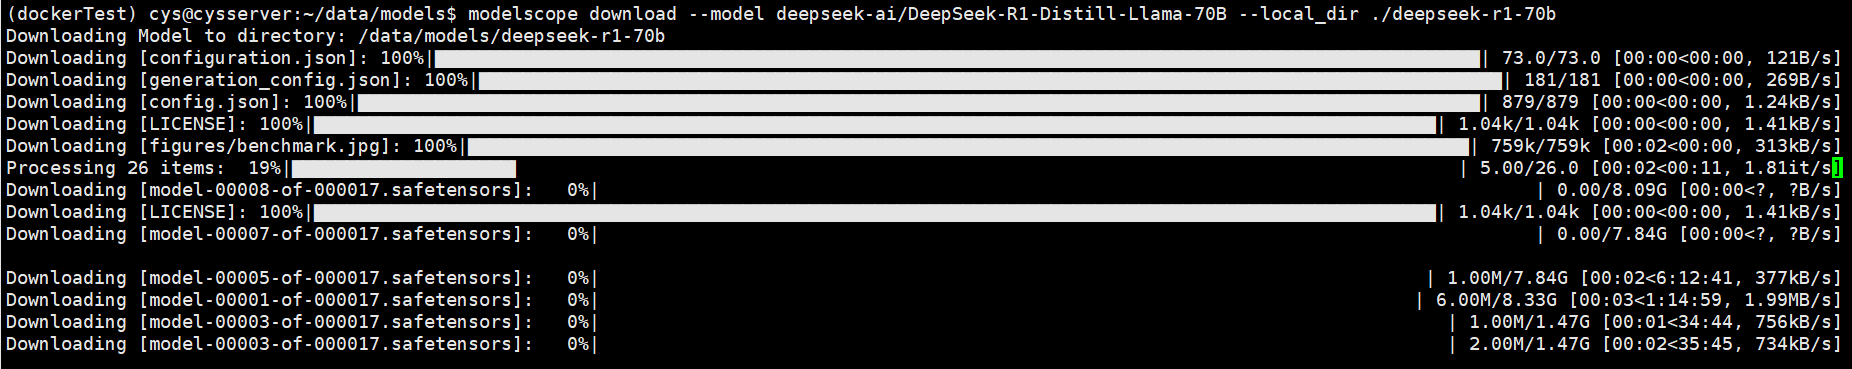 (dockerTest) cys@cysserver:~/data/models$ modelscope download --model deepseek-ai/DeepSeek-R1-Distill-Llama-70B --local_dir ./deepseek-r1-70b
Downloading Model to directory: /data/models/deepseek-r1-70b
Downloading [configuration.json]: 100%| | 73.0/73.0 [00:00<00:00, 121B/s]
Downloading [generation_config.json]: 100%| | 181/181 [00:00<00:00, 269B/s]
Downloading [config.json]: 100%| | 879/879 [00:00<00:00, 1.24kB/s]
Downloading [LICENSE]: 100%| | 1.04k/1.04k [00:00<00:00, 1.41kB/s]
Downloading [figures/benchmark.jpg]: 100%| | 759k/759k [00:02<00:00, 313kB/s]
Processing 26 items:  19%| | 5.00/26.0 [00:02<00:11, 1.81it/s]
Downloading [model-00008-of-000017.safetensors]:   0%| | 0.00/8.09G [00:00<?, ?B/s]
Downloading [LICENSE]: 100%| | 1.04k/1.04k [00:00<00:00, 1.41kB/s]
Downloading [model-00007-of-000017.safetensors]:   0%| | 0.00/7.84G [00:00<?, ?B/s]
Downloading [model-00005-of-000017.safetensors]:   0%| | 1.00M/7.84G [00:02<6:12:41, 377kB/s]
Downloading [model-00001-of-000017.safetensors]:   0%| | 6.00M/8.33G [00:03<1:14:59, 1.99MB/s]
Downloading [model-00003-of-000017.safetensors]:   0%| | 1.00M/1.47G [00:01<34:44, 756kB/s]
Downloading [model-00003-of-000017.safetensors]:   0%| | 2.00M/1.47G [00:02<35:45, 734kB/s]